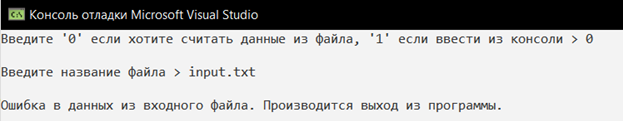 Консоль отладки Microsoft Visual Studio
Введите '0' если хотите считать данные из файла, '1' если ввести из консоли > 0
Введите название файла > input.txt
Ошибка в данных из входного файла. Производится выход из программы.